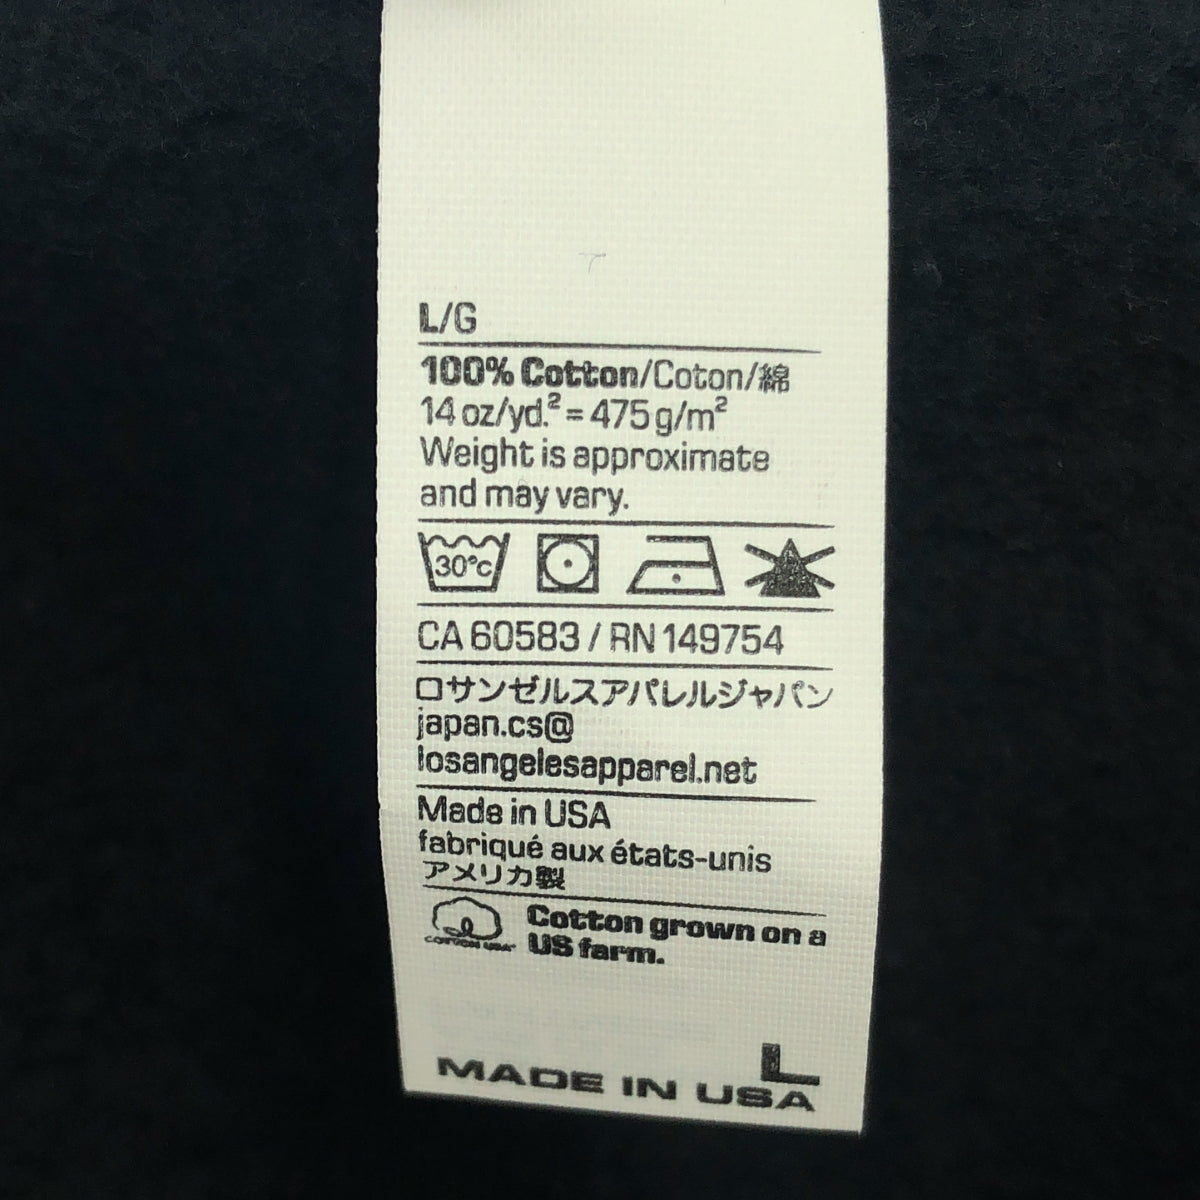 L/G
100% Cotton/Coton/綿
14 oz/yd.² = 475 g/m²
Weight is approximate
and may vary.
30°c
CA 60583 / RN 149754
ロサンゼルスアパレルジャパン
japan.cs@
losangelesapparel.net
Made in USA
fabriqué aux états-unis
アメリカ製
COTTON USA
Cotton grown on a
US farm.
L
MADE IN USA